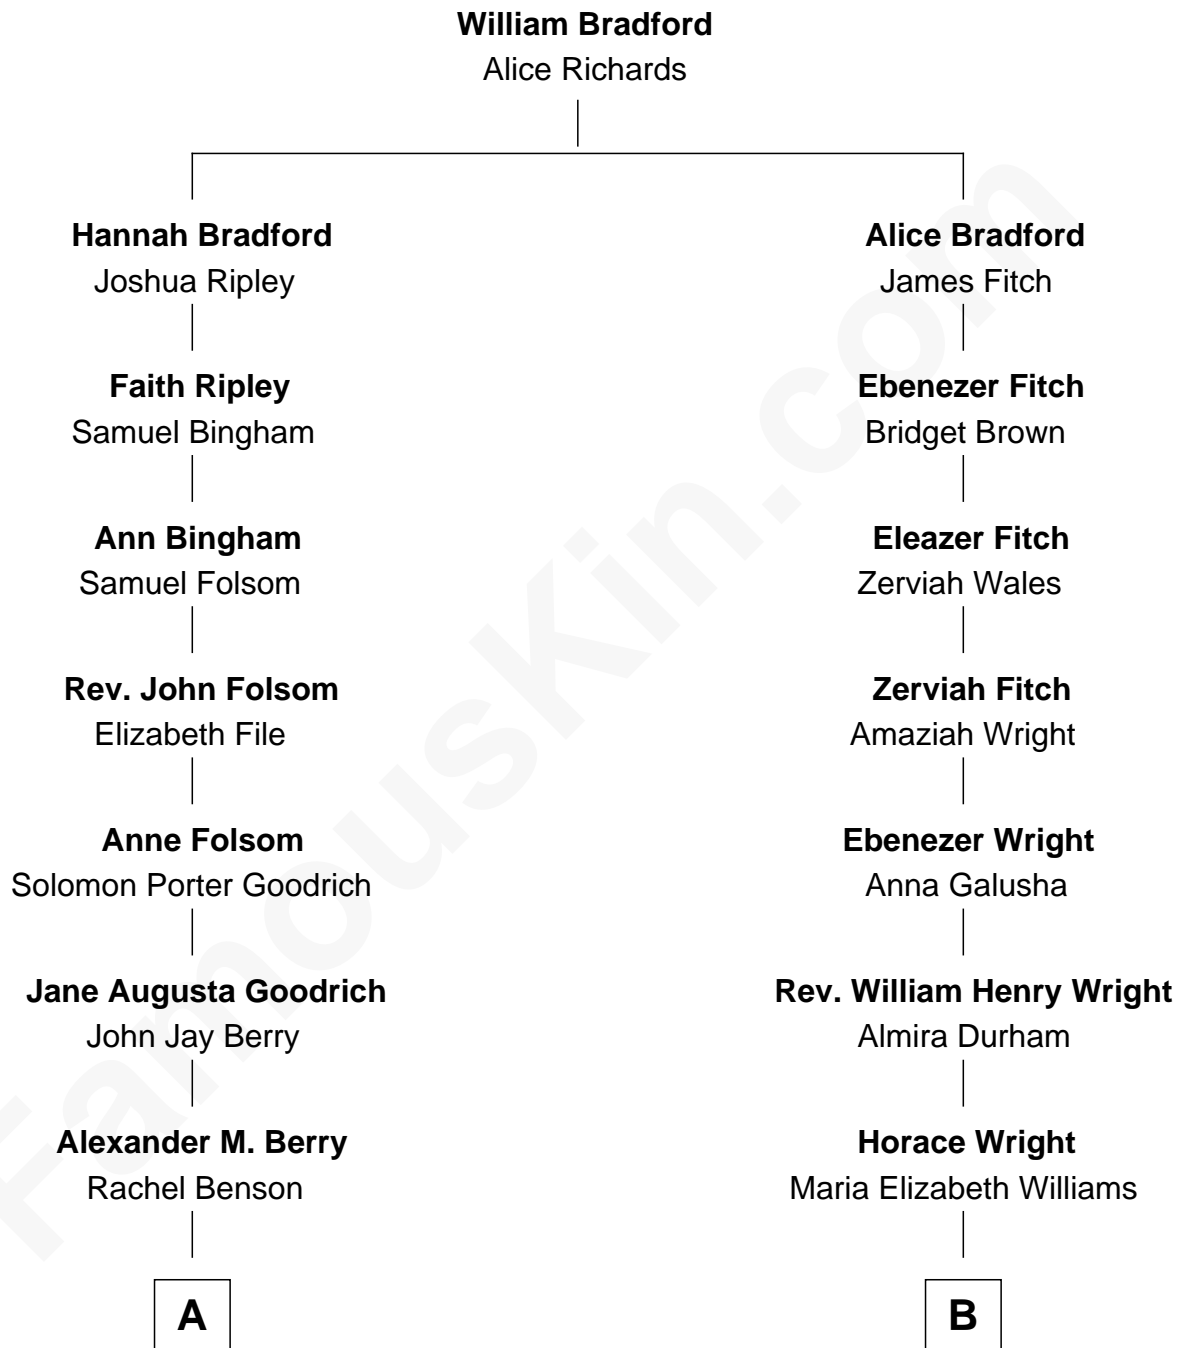 William Bradford
Alice Richards
Hannah Bradford
Joshua Ripley
Alice Bradford
James Fitch
Faith Ripley
Samuel Bingham
Ebenezer Fitch
Bridget Brown
Ann Bingham
Samuel Folsom
Eleazer Fitch
Zerviah Wales
Rev. John Folsom
Elizabeth File
Zerviah Fitch
Amaziah Wright
Anne Folsom
Solomon Porter Goodrich
Ebenezer Wright
Anna Galusha
Jane Augusta Goodrich
John Jay Berry
Rev. William Henry Wright
Almira Durham
Alexander M. Berry
Rachel Benson
Horace Wright
Maria Elizabeth Williams
A
B
FamousKin.com